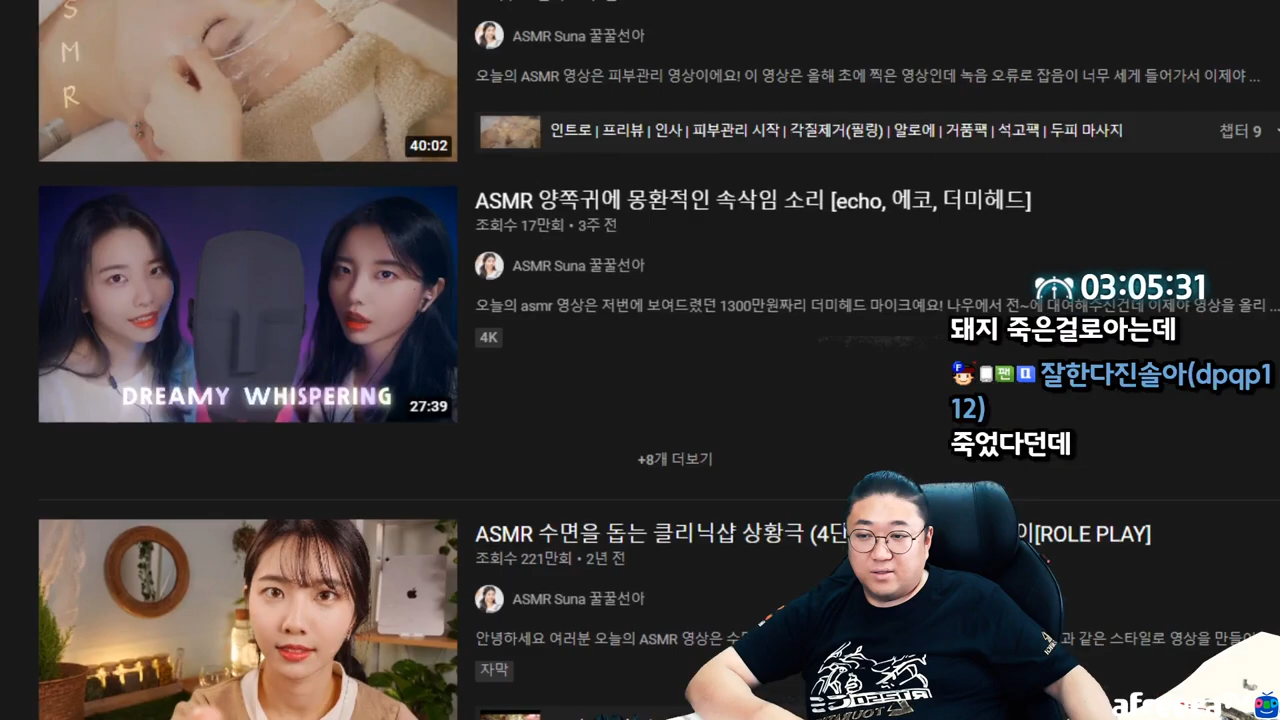 S
M
R
40:02
ASMR Suna 꿀꿀선아
오늘의 ASMR 영상은 피부관리 영상이에요! 이 영상은 올해 초에 찍은 영상인데 녹음 오류로 잡음이 너무 세게 들어가서 이제야 ...
인트로 | 프리뷰 | 인사 | 피부관리 시작 | 각질제거(필링) | 알로에 | 거품팩 | 석고팩 | 두피 마사지
챕터 9
ASMR 양쪽귀에 몽환적인 속삭임 소리 [echo, 에코, 더미헤드]
조회수 17만회 • 3주 전
ASMR Suna 꿀꿀선아
오늘의 asmr 영상은 저번에 보여드렸던 1300만원짜리 더미헤드 마이크예요! 나우에서 전~에 대여해주신건데 이제야 영상을 올리 ...
4K
DREAMY WHISPERING
27:39
03:05:31
돼지 죽은걸로아는데
F 팬 잘한다진솔아(dpqp1
12)
죽었다던데
+8개 더보기
ASMR 수면을 돕는 클리닉샵 상황극 (4단 이[ROLE PLAY]
조회수 221만회 • 2년 전
ASMR Suna 꿀꿀선아
안녕하세요 여러분 오늘의 ASMR 영상은 수면 과 같은 스타일로 영상을 만들어
자막